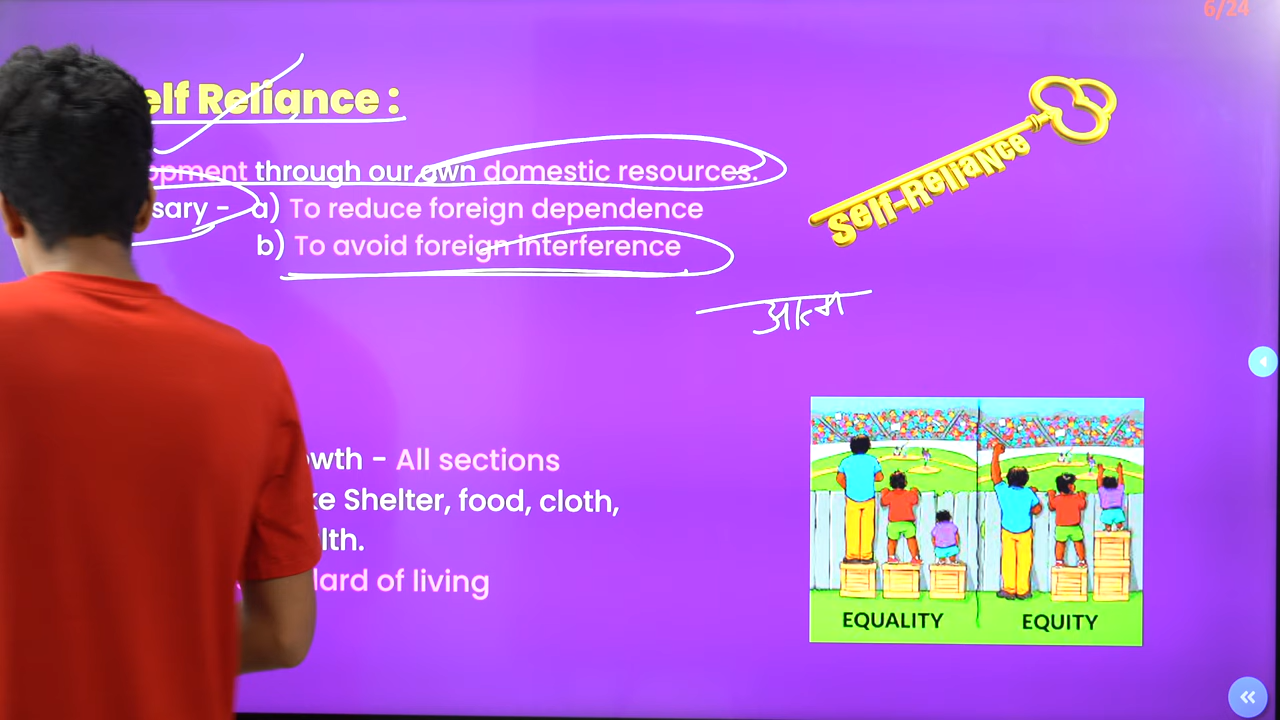 6/24
elf Reliance :
opment through our own domestic resources.
sary - a) To reduce foreign dependence
b) To avoid foreign interference
Self-Reliance
आत्म
owth - All sections
ke Shelter, food, cloth,
lth.
dard of living
EQUALITY EQUITY